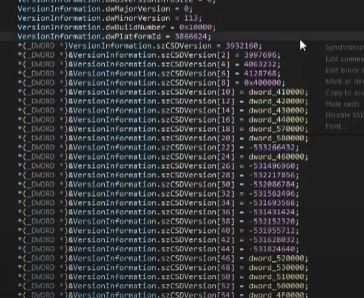 VersionInformation.dwMajorVersion = 0;
VersionInformation.dwMinorVersion = 113;
VersionInformation.dwBuildNumber = 0x10000;
VersionInformation.dwPlatformId = 3866624;
*(_DWORD *)VersionInformation.szCSDVersion = 3932160;
*(_DWORD *)&VersionInformation.szCSDVersion[2] = 3997696;
*(_DWORD *)&VersionInformation.szCSDVersion[4] = 4063232;
*(_DWORD *)&VersionInformation.szCSDVersion[6] = 4128768;
*(_DWORD *)&VersionInformation.szCSDVersion[8] = 0x400000;
*(_DWORD *)&VersionInformation.szCSDVersion[10] = dword_410000;
*(_DWORD *)&VersionInformation.szCSDVersion[12] = dword_420000;
*(_DWORD *)&VersionInformation.szCSDVersion[14] = dword_430000;
*(_DWORD *)&VersionInformation.szCSDVersion[16] = dword_440000;
*(_DWORD *)&VersionInformation.szCSDVersion[18] = dword_570000;
*(_DWORD *)&VersionInformation.szCSDVersion[20] = dword_580000;
*(_DWORD *)&VersionInformation.szCSDVersion[22] = -533266432;
*(_DWORD *)&VersionInformation.szCSDVersion[24] = dword_460000;
*(_DWORD *)&VersionInformation.szCSDVersion[26] = -531496960;
*(_DWORD *)&VersionInformation.szCSDVersion[28] = -532217856;
*(_DWORD *)&VersionInformation.szCSDVersion[30] = -532086784;
*(_DWORD *)&VersionInformation.szCSDVersion[32] = -531562496;
*(_DWORD *)&VersionInformation.szCSDVersion[34] = -531693568;
*(_DWORD *)&VersionInformation.szCSDVersion[36] = -531431424;
*(_DWORD *)&VersionInformation.szCSDVersion[38] = -532152320;
*(_DWORD *)&VersionInformation.szCSDVersion[40] = -531955712;
*(_DWORD *)&VersionInformation.szCSDVersion[42] = -531628032;
*(_DWORD *)&VersionInformation.szCSDVersion[44] = -531824640;
*(_DWORD *)&VersionInformation.szCSDVersion[46] = dword_520000;
*(_DWORD *)&VersionInformation.szCSDVersion[48] = dword_530000;
*(_DWORD *)&VersionInformation.szCSDVersion[50] = dword_510000;
*(_DWORD *)&VersionInformation.szCSDVersion[52] = dword_500000;
*(_DWORD *)&VersionInformation.szCSDVersion[54] = dword_4F0000;
Synchroniz
Edit comme
Edit block c
Mark as dec
Copy to ass
Hide casts
Disable SSE
Font...